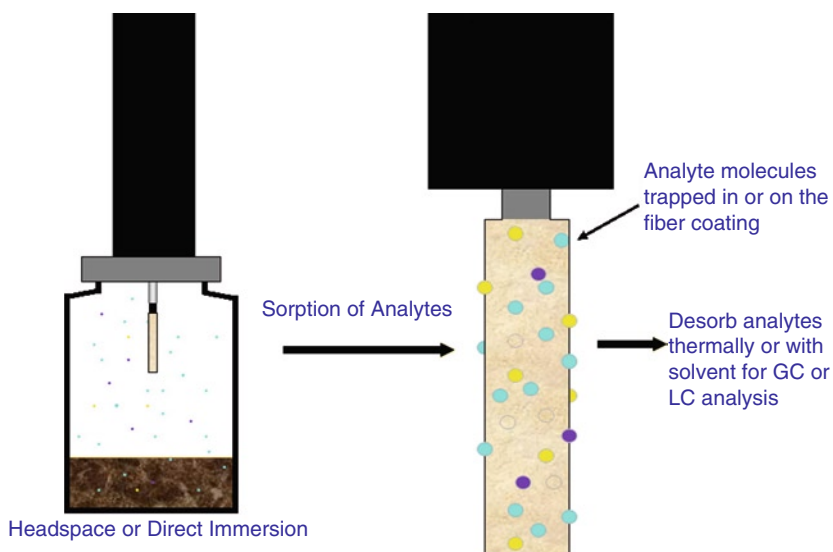 Headspace or Direct Immersion
Sorption of Analytes
Analyte molecules
trapped in or on the
fiber coating
Desorb analytes
thermally or with
solvent for GC or
LC analysis